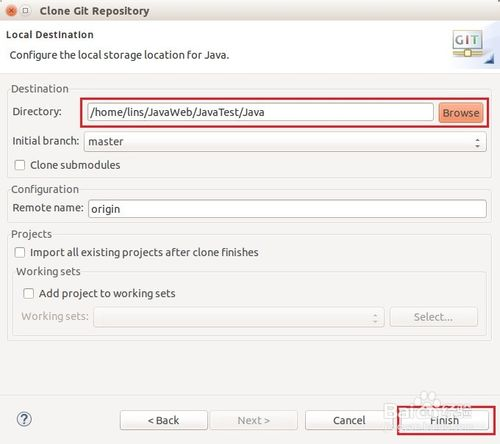 Clone Git Repository
Local Destination
Configure the local storage location for Java.
GIT
Destination
Directory: /home/lins/JavaWeb/JavaTest/Java Browse
Initial branch: master
Clone submodules
Configuration
Remote name: origin
Projects
Import all existing projects after clone finishes
Working sets
Add project to working sets
Working sets: Select...
? < Back Next > Cancel Finish